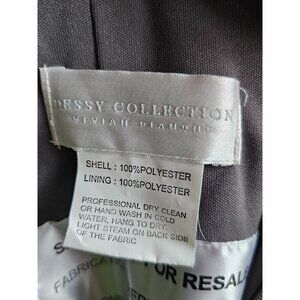 DESSY COLLECTION
VIVIAN DIAMOND
SHELL : 100%POLYESTER
LINING : 100%POLYESTER
PROFESSIONAL DRY CLEAN
OR HAND WASH IN COLD
WATER, HANG TO DRY.
LIGHT STEAM ON BACK SIDE
OF THE FABRIC
FOR RESALE